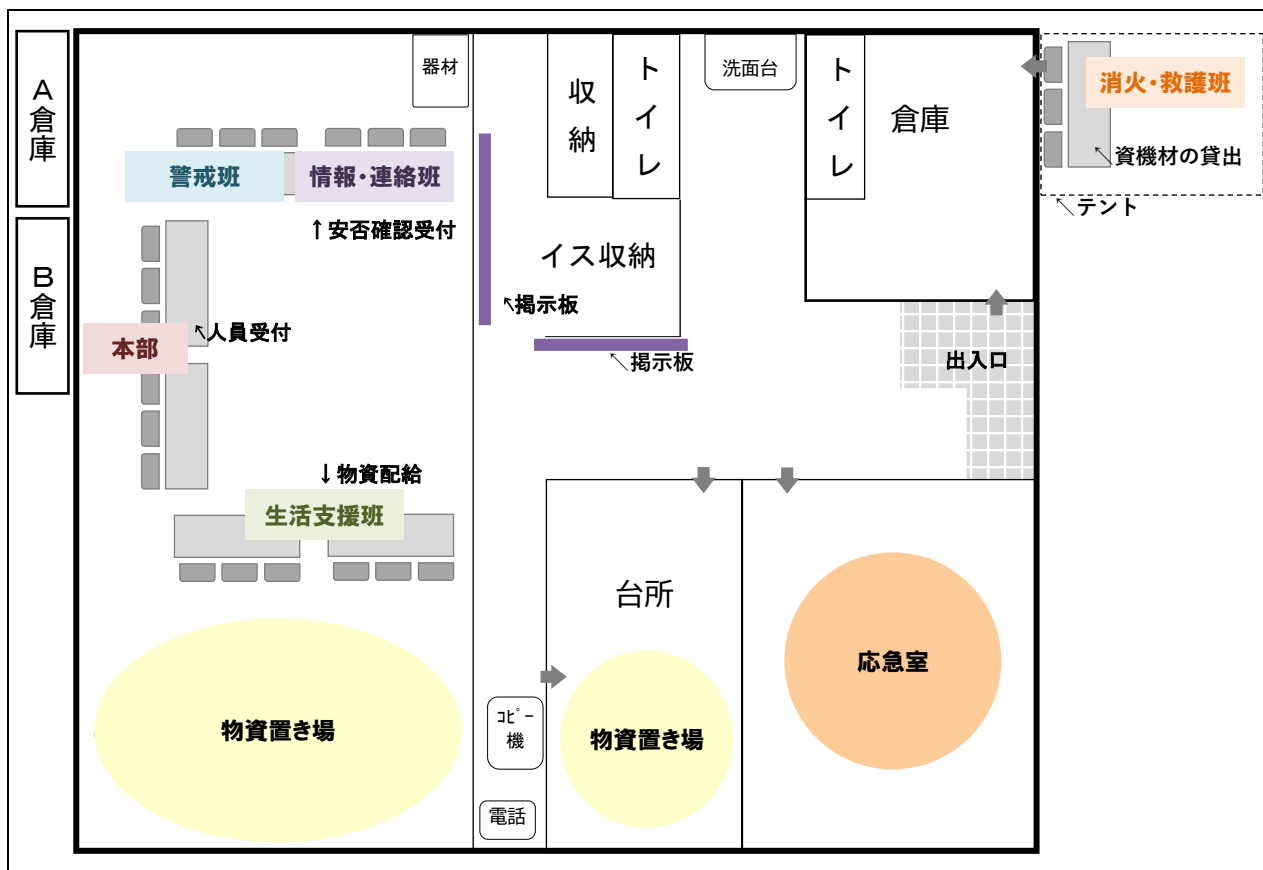 A倉庫
B倉庫
器材
収納
トイレ
洗面台
トイレ
倉庫
消火・救護班
↖資機材の貸出
↖テント
警戒班
情報・連絡班
↑安否確認受付
イス収納
↖掲示板
↖人員受付
本部
↖掲示板
出入口
↓物資配給
生活支援班
台所
応急室
物資置き場
ｺﾋﾟｰ
機
物資置き場
電話